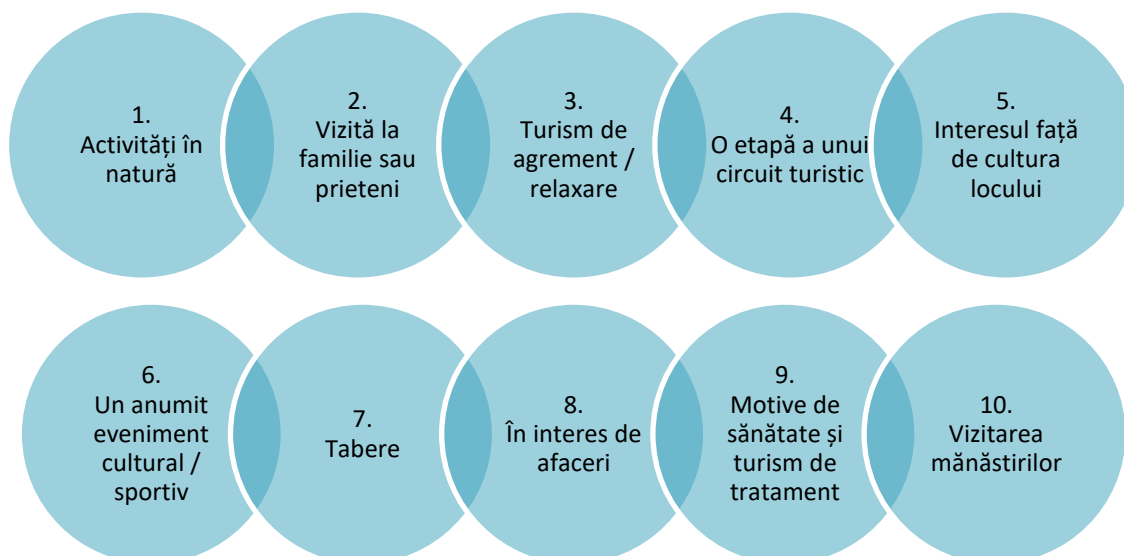 1.
Activități în
natură
2.
Vizită la
familie sau
prieteni
3.
Turism de
agrement /
relaxare
4.
O etapă a unui
circuit turistic
5.
Interesul față
de cultura
locului
6.
Un anumit
eveniment
cultural /
sportiv
7.
Tabere
8.
În interes de
afaceri
9.
Motive de
sănătate și
turism de
tratament
10.
Vizitarea
mănăstirilor